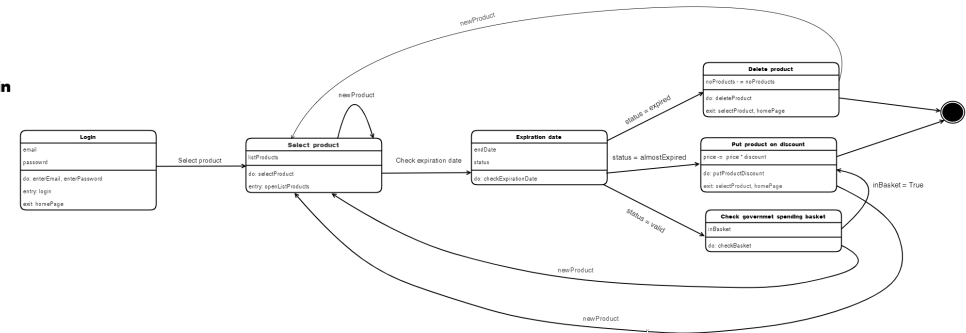 in
newProduct
newProduct
Login
email
passowrd
do: enterEmail, enterPassword
entry: login
exit: homePage
Select product
Select product
listProducts
do: selectProduct
entry: openListProducts
Check expiration date
Expiration date
endDate
status
do: checkExpirationDate
status = expired
status = almostExpired
status = valid
Delete product
noProducts - = noProducts
do: deleteProduct
exit: selectProduct, homePage
Put product on discount
price -= price * discount
do: putProductDiscount
exit: selectProduct, homePage
inBasket = True
Check governmet spending basket
inBasket
do: checkBasket
newProduct
newProduct